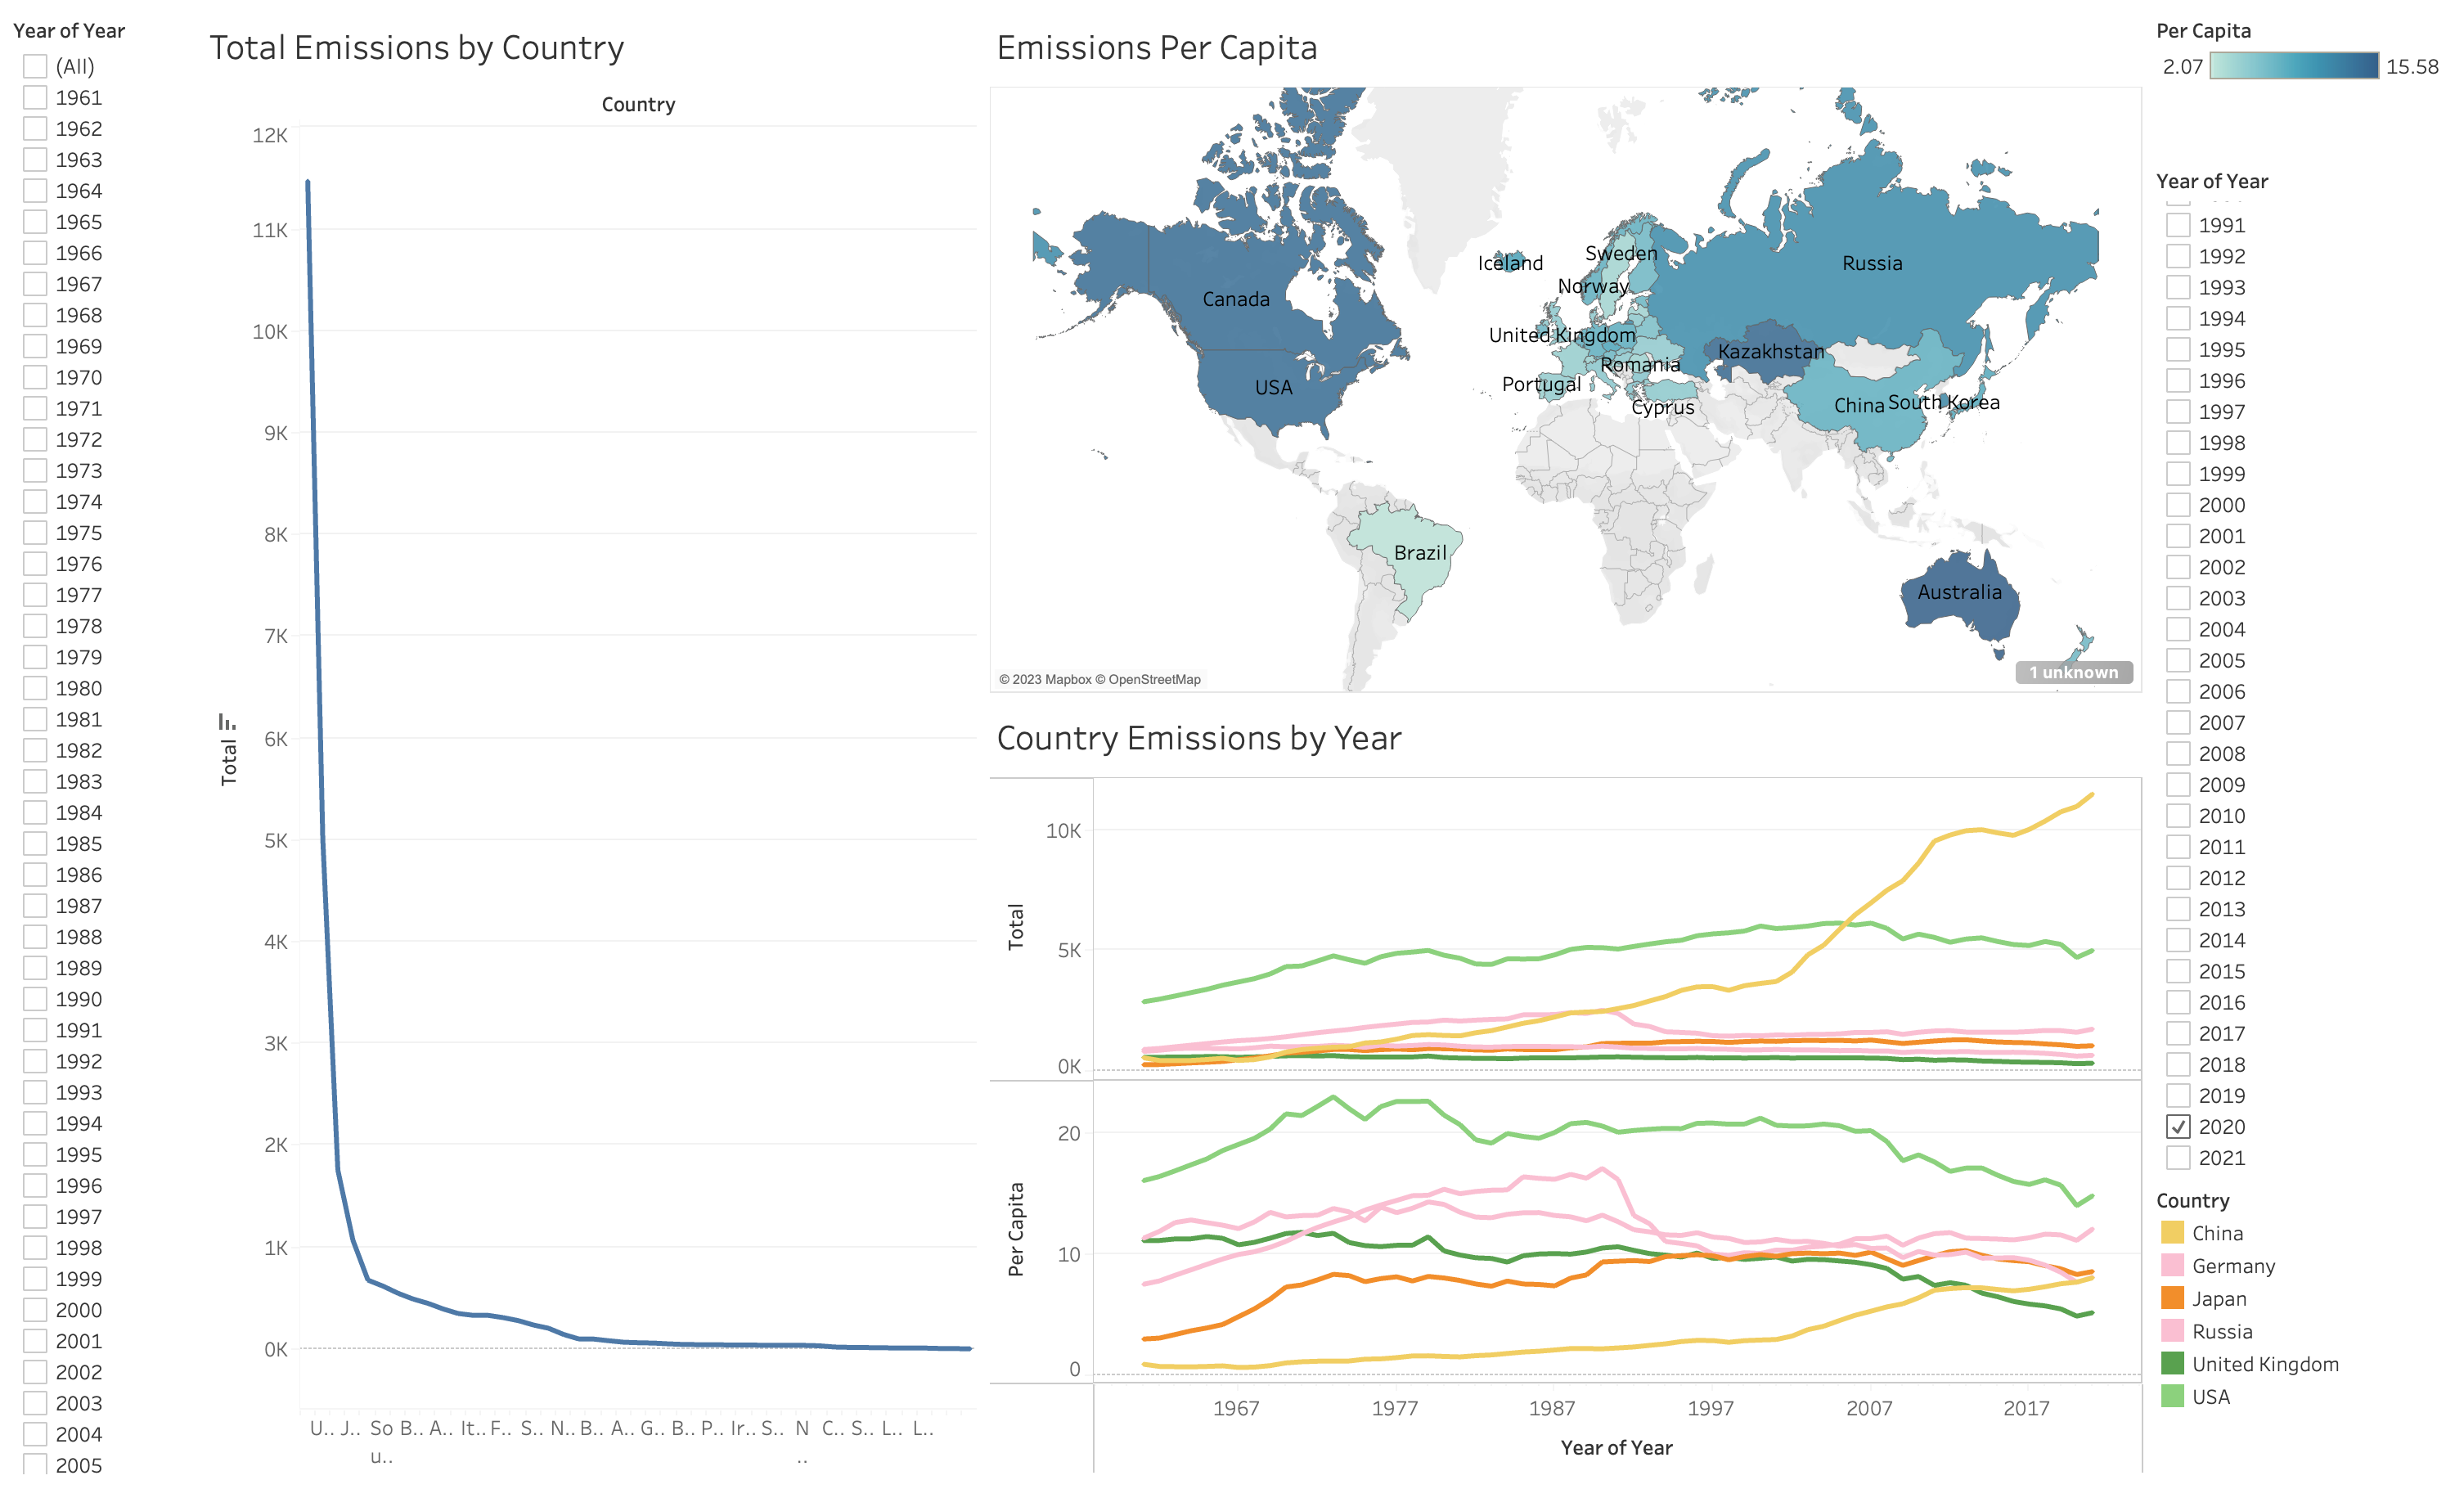 Year of Year
(All)
1961
1962
1963
1964
1965
1966
1967
1968
1969
1970
1971
1972
1973
1974
1975
1976
1977
1978
1979
1980
1981
1982
1983
1984
1985
1986
1987
1988
1989
1990
1991
1992
1993
1994
1995
1996
1997
1998
1999
2000
2001
2002
2003
2004
2005
Total Emissions by Country
Country
12K
11K
10K
9K
8K
7K
6K
5K
4K
3K
2K
1K
0K
Total
U.. J.. So B.. A.. It.. F.. S.. N.. B.. A.. G.. B.. P.. Ir.. S.. N C.. S.. L.. L..
u.. ..
Emissions Per Capita
Iceland
Sweden
Russia
Norway
Canada
United Kingdom
Kazakhstan
Romania
USA
Portugal
Cyprus
China
South Korea
Brazil
Australia
© 2023 Mapbox © OpenStreetMap
1 unknown
Country Emissions by Year
10K
5K
0K
Total
20
10
0
Per Capita
1967 1977 1987 1997 2007 2017
Year of Year
Per Capita
2.07 15.58
Year of Year
1991
1992
1993
1994
1995
1996
1997
1998
1999
2000
2001
2002
2003
2004
2005
2006
2007
2008
2009
2010
2011
2012
2013
2014
2015
2016
2017
2018
2019
2020
2021
Country
China
Germany
Japan
Russia
United Kingdom
USA